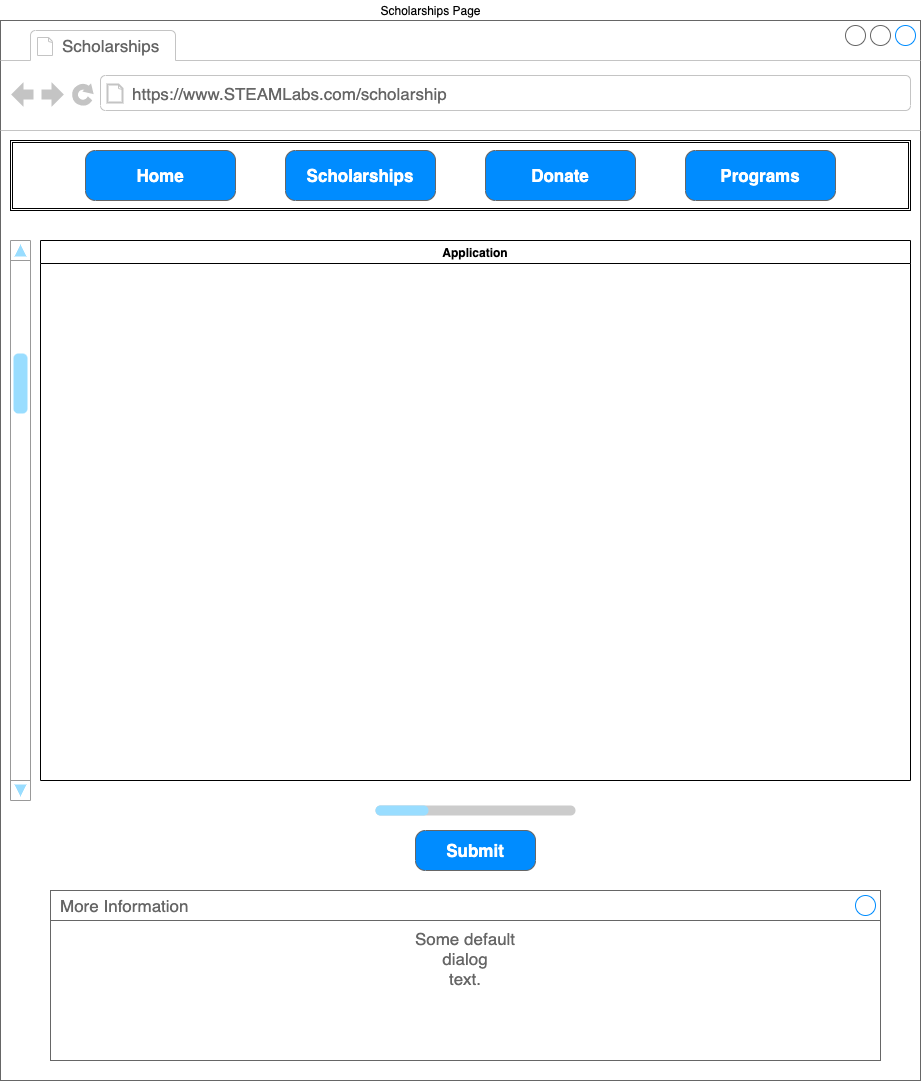 Scholarships Page
Scholarships
https://www.STEAMLabs.com/scholarship
Home Scholarships Donate Programs
Application
Submit
More Information
Some default
dialog
text.